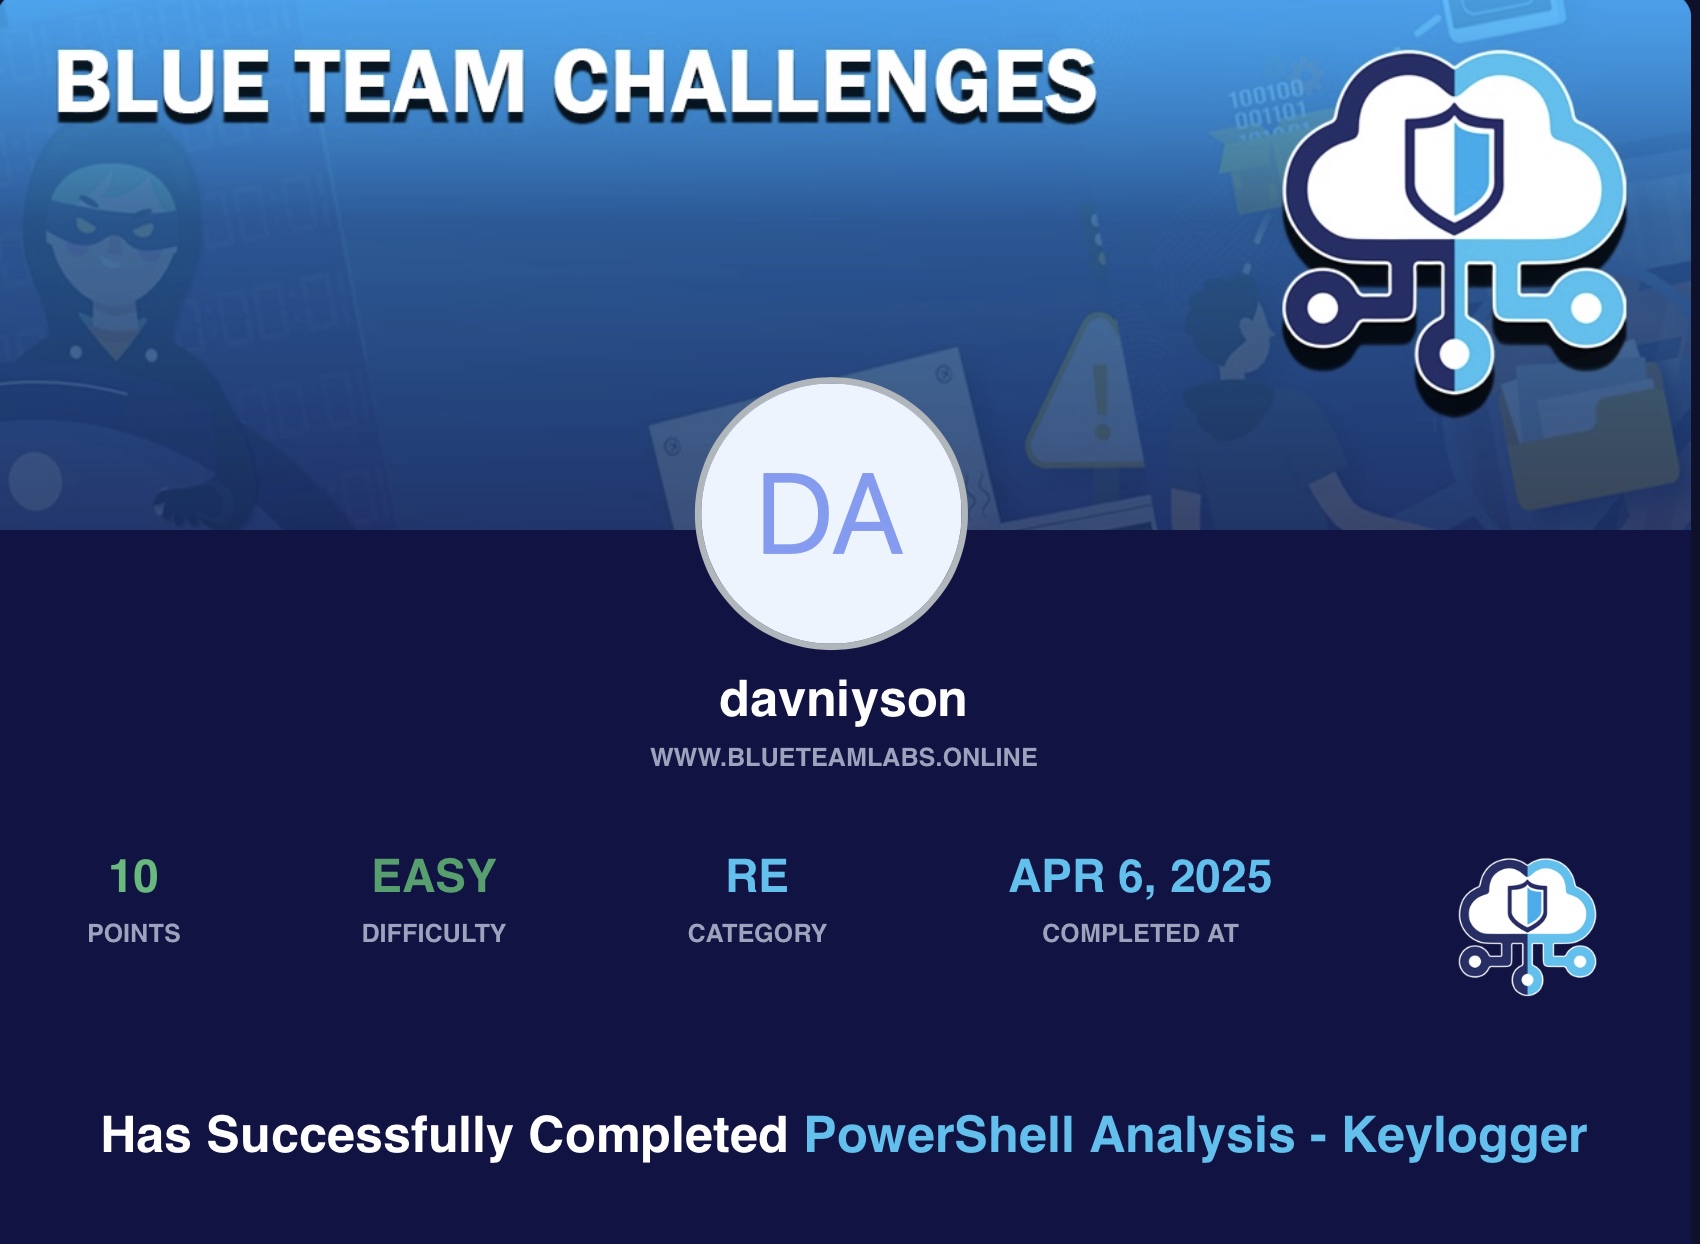 BLUE TEAM CHALLENGES
100100
001101
DA
davniyson
WWW.BLUETEAMLABS.ONLINE
10
POINTS
EASY
DIFFICULTY
RE
CATEGORY
APR 6, 2025
COMPLETED AT
Has Successfully Completed PowerShell Analysis - Keylogger